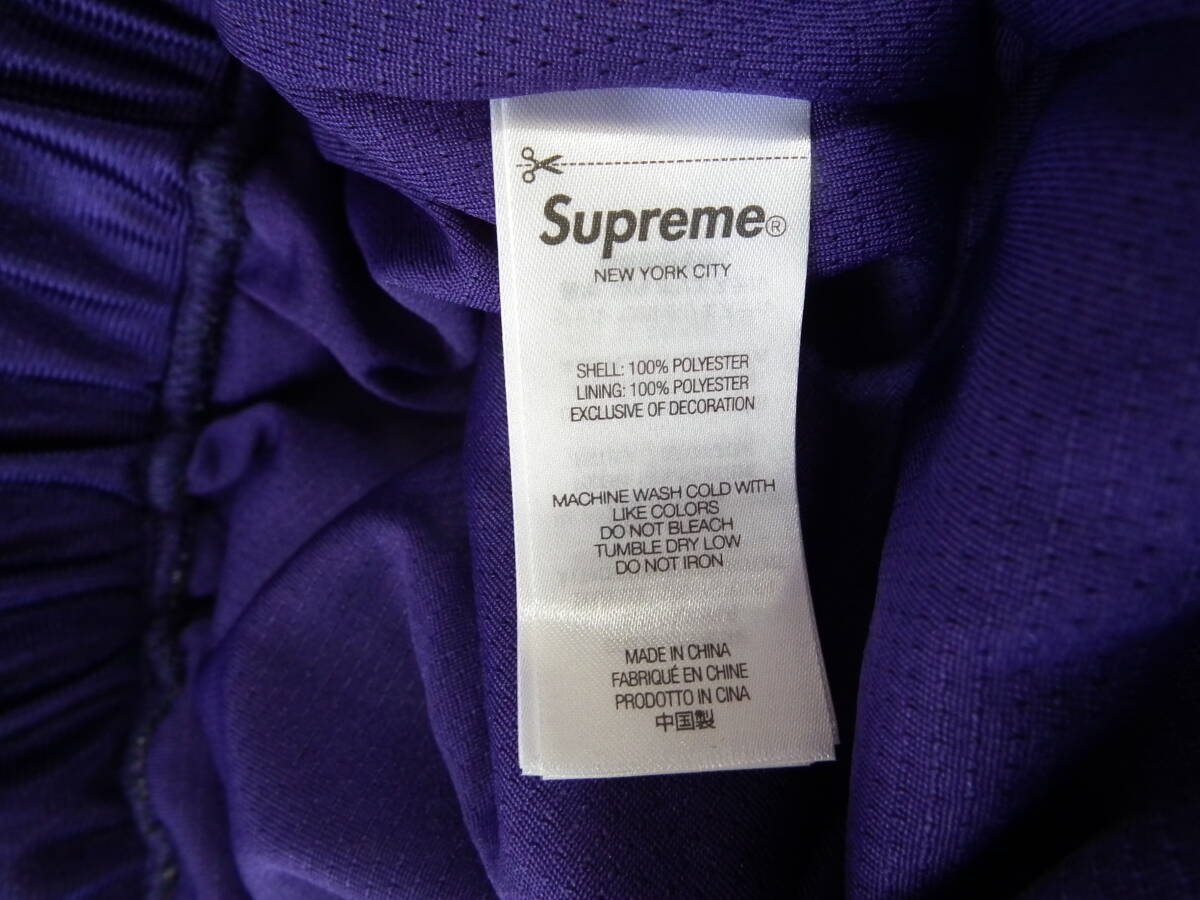 Supreme®
NEW YORK CITY
SHELL: 100% POLYESTER
LINING: 100% POLYESTER
EXCLUSIVE OF DECORATION
MACHINE WASH COLD WITH
LIKE COLORS
DO NOT BLEACH
TUMBLE DRY LOW
DO NOT IRON
MADE IN CHINA
FABRIQUÉ EN CHINE
PRODOTTO IN CINA
中国製